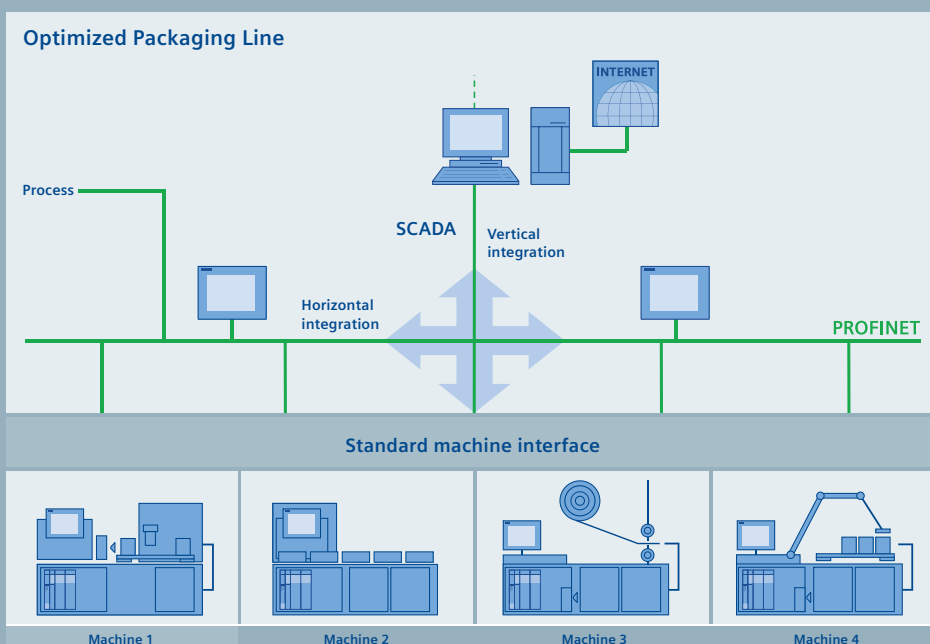 Optimized Packaging Line
INTERNET
Process
SCADA
Vertical
integration
Horizontal
integration
PROFINET
Standard machine interface
Machine 1
Machine 2
Machine 3
Machine 4